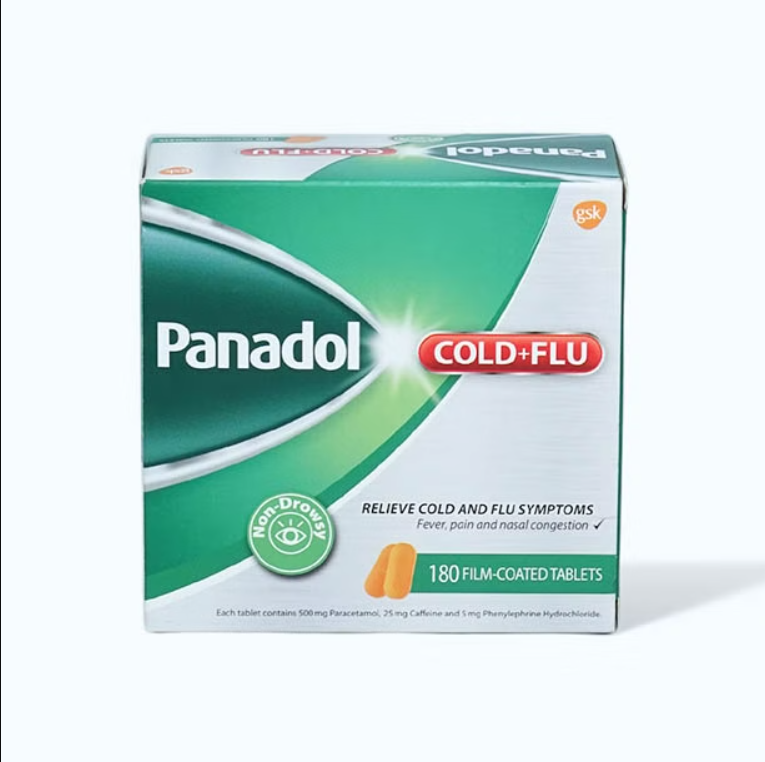 COLD+FLU
Panadol
gsk
Panadol
COLD+FLU
RELIEVE COLD AND FLU SYMPTOMS
Fever, pain and nasal congestion ✓
Non-Drowsy
180 FILM-COATED TABLETS
Each tablet contains 500 mg Paracetamol, 25 mg Caffeine and 5 mg Phenylephrine Hydrochloride.